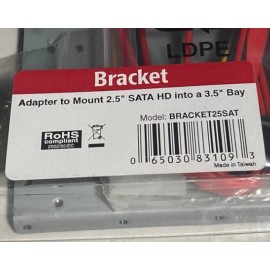 LDPE
Bracket
Adapter to Mount 2.5" SATA HD into a 3.5" Bay
Model: BRACKET25SAT
RoHS
compliant
2002/95/EC
0 65030 83109 3
Made in Taiwan